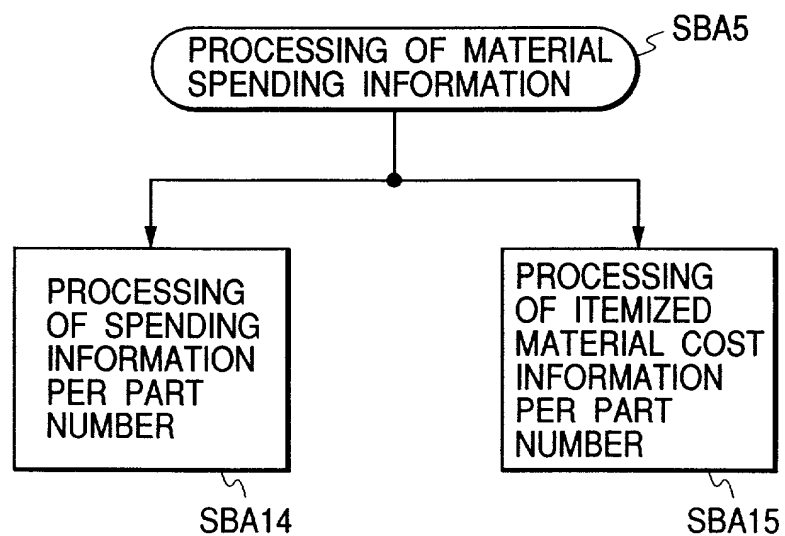 SBA5
PROCESSING OF MATERIAL
SPENDING INFORMATION
PROCESSING
OF SPENDING
INFORMATION
PER PART
NUMBER
PROCESSING
OF ITEMIZED
MATERIAL COST
INFORMATION
PER PART
NUMBER
SBA14
SBA15